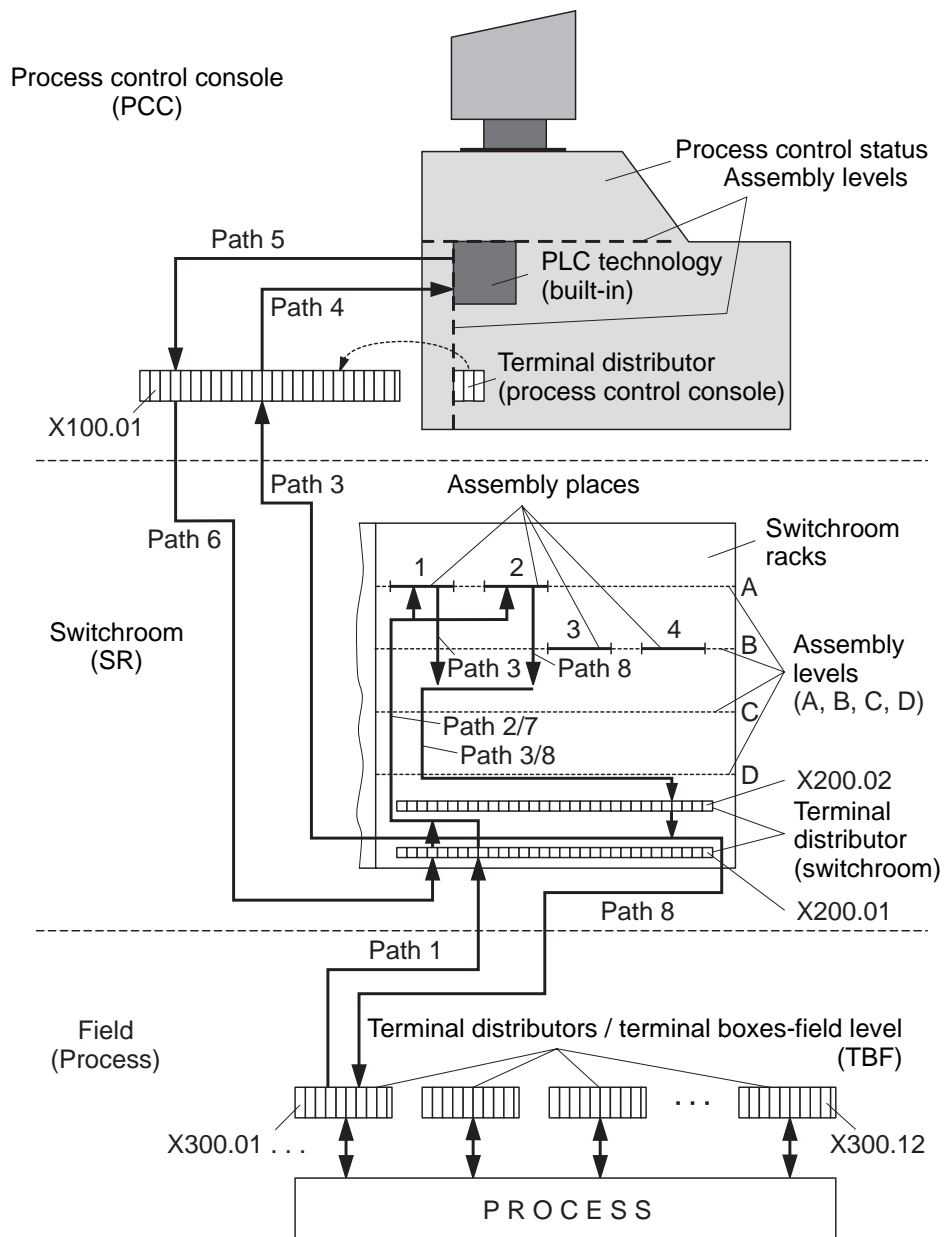 Process control console
(PCC)
Process control status
Assembly levels
Path 5
PLC technology
(built-in)
Path 4
Terminal distributor
(process control console)
X100.01
Path 3
Assembly places
Path 6
Switchroom
racks
1
2
A
3
4
B
Switchroom
(SR)
Path 3
Path 8
Assembly
levels
(A, B, C, D)
C
Path 2/7
Path 3/8
D
X200.02
Terminal
distributor
(switchroom)
Path 8
X200.01
Path 1
Field
(Process)
Terminal distributors / terminal boxes-field level
(TBF)
. . .
X300.01 . . .
X300.12
P R O C E S S